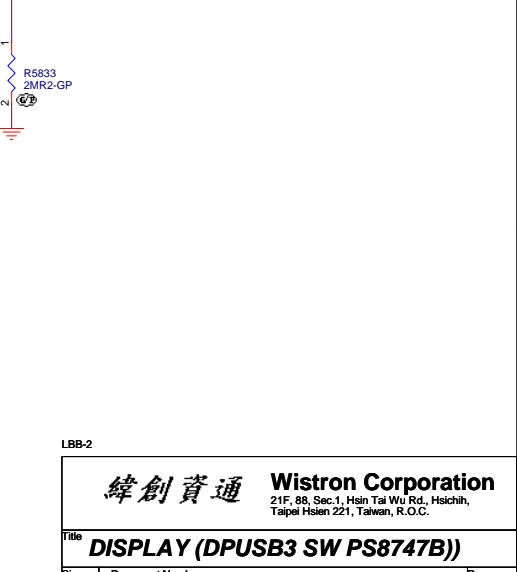 1
R5833
2MR2-GP
2
G/P
LBB-2
緯創資通
Wistron Corporation
21F, 88, Sec.1, Hsin Tai Wu Rd., Hsichih,
Taipei Hsien 221, Taiwan, R.O.C.
Title
DISPLAY (DPUSB3 SW PS8747B))